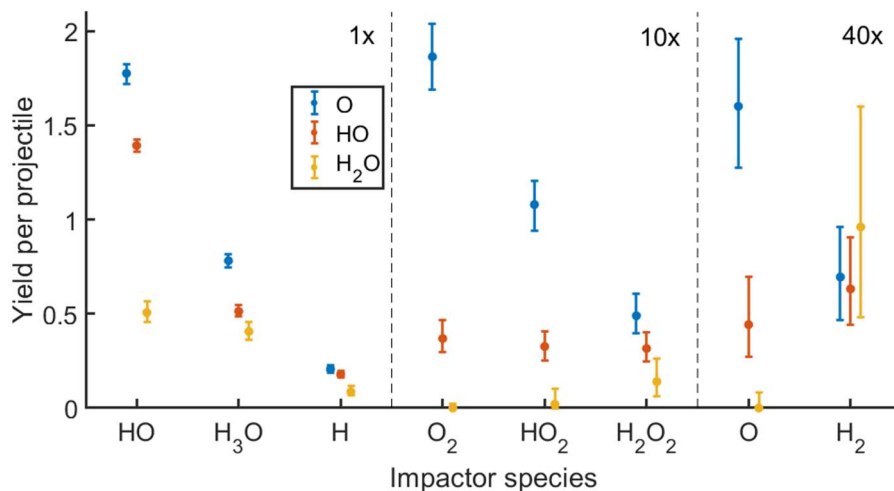 1x 10x 40x
2
1.5
1
0.5
0
Yield per projectile
O
HO
H₂O
HO H₃O H O₂ HO₂ H₂O₂ O H₂
Impactor species